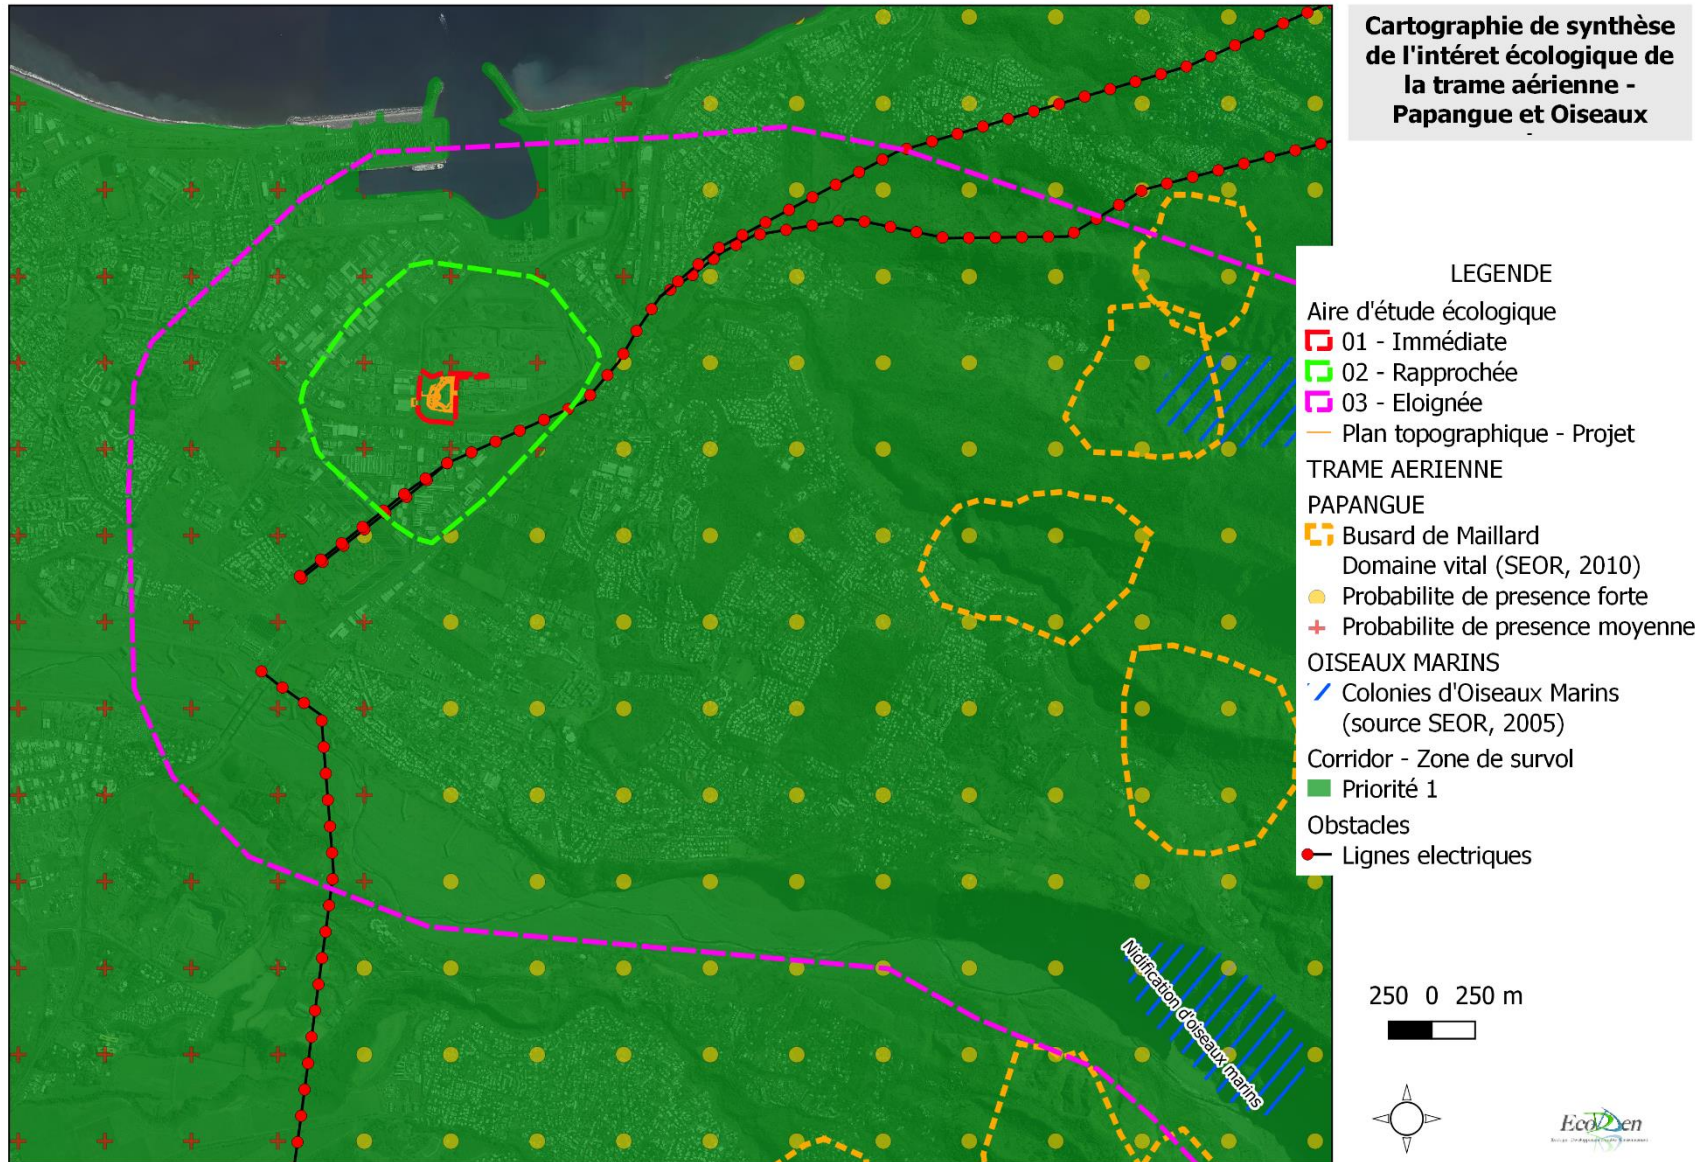 Cartographie de synthèse
de l'intéret écologique de
la trame aérienne -
Papangue et Oiseaux
LEGENDE
Aire d'étude écologique
01 - Immédiate
02 - Rapprochée
03 - Eloignée
Plan topographique - Projet
TRAME AERIENNE
PAPANGUE
Busard de Maillard
Domaine vital (SEOR, 2010)
Probabilite de presence forte
Probabilite de presence moyenne
OISEAUX MARINS
Colonies d'Oiseaux Marins
(source SEOR, 2005)
Corridor - Zone de survol
Priorité 1
Obstacles
Lignes electriques
Nidification d'oiseaux marins
250 0 250 m